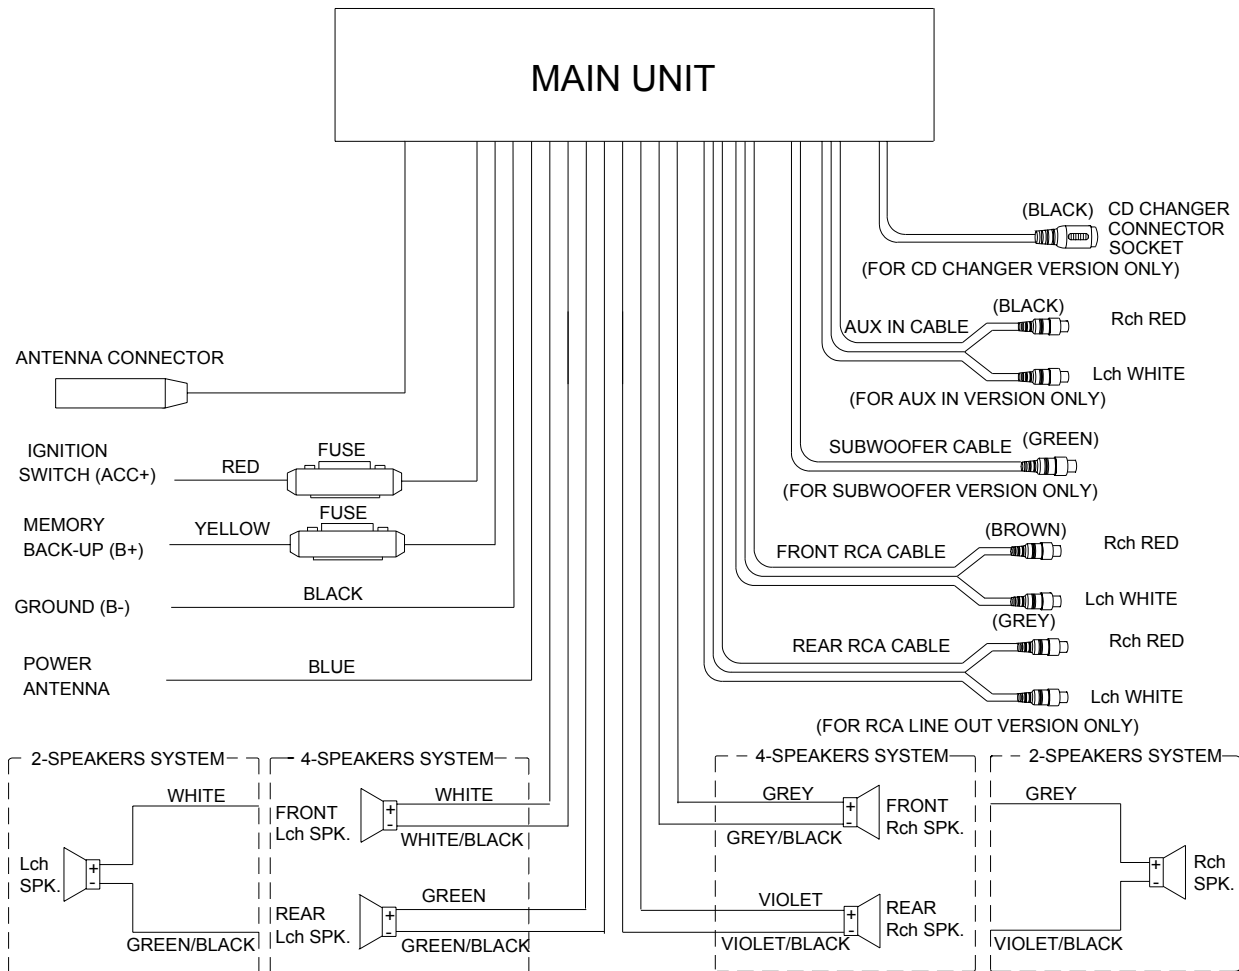 MAIN UNIT
(BLACK) CD CHANGER
CONNECTOR
SOCKET
(FOR CD CHANGER VERSION ONLY)
(BLACK)
AUX IN CABLE
Rch RED
Lch WHITE
(FOR AUX IN VERSION ONLY)
ANTENNA CONNECTOR
SUBWOOFER CABLE (GREEN)
(FOR SUBWOOFER VERSION ONLY)
IGNITION
SWITCH (ACC+)
RED
FUSE
MEMORY
BACK-UP (B+)
YELLOW
FUSE
(BROWN)
FRONT RCA CABLE
Rch RED
Lch WHITE
GROUND (B-)
BLACK
(GREY)
REAR RCA CABLE
Rch RED
Lch WHITE
(FOR RCA LINE OUT VERSION ONLY)
POWER
ANTENNA
BLUE
2-SPEAKERS SYSTEM
WHITE
Lch
SPK.
+
-
GREEN/BLACK
4-SPEAKERS SYSTEM
FRONT
Lch SPK.
+
-
WHITE
WHITE/BLACK
REAR
Lch SPK.
+
-
GREEN
GREEN/BLACK
4-SPEAKERS SYSTEM
GREY
GREY/BLACK
+
-
FRONT
Rch SPK.
VIOLET
VIOLET/BLACK
+
-
REAR
Rch SPK.
2-SPEAKERS SYSTEM
GREY
+
-
Rch
SPK.
VIOLET/BLACK